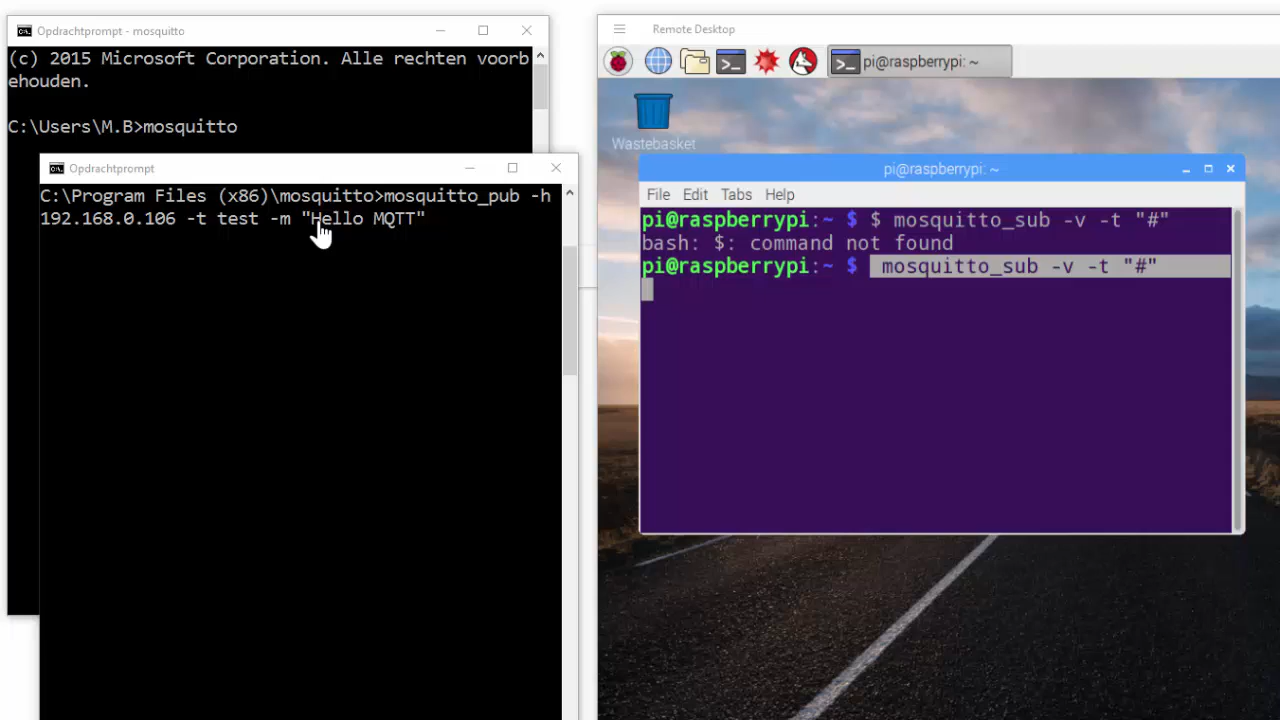 Opdrachtprompt - mosquitto
(c) 2015 Microsoft Corporation. Alle rechten voorb
ehouden.
C:\Users\M.B>mosquitto
Opdrachtprompt
C:\Program Files (x86)\mosquitto>mosquitto_pub -h
192.168.0.106 -t test -m "Hello MQTT"
Remote Desktop
pi@raspberrypi: ~
Wastebasket
pi@raspberrypi: ~
File Edit Tabs Help
pi@raspberrypi:~ $ $ mosquitto_sub -v -t "#"
bash: $: command not found
pi@raspberrypi:~ $ mosquitto_sub -v -t "#"